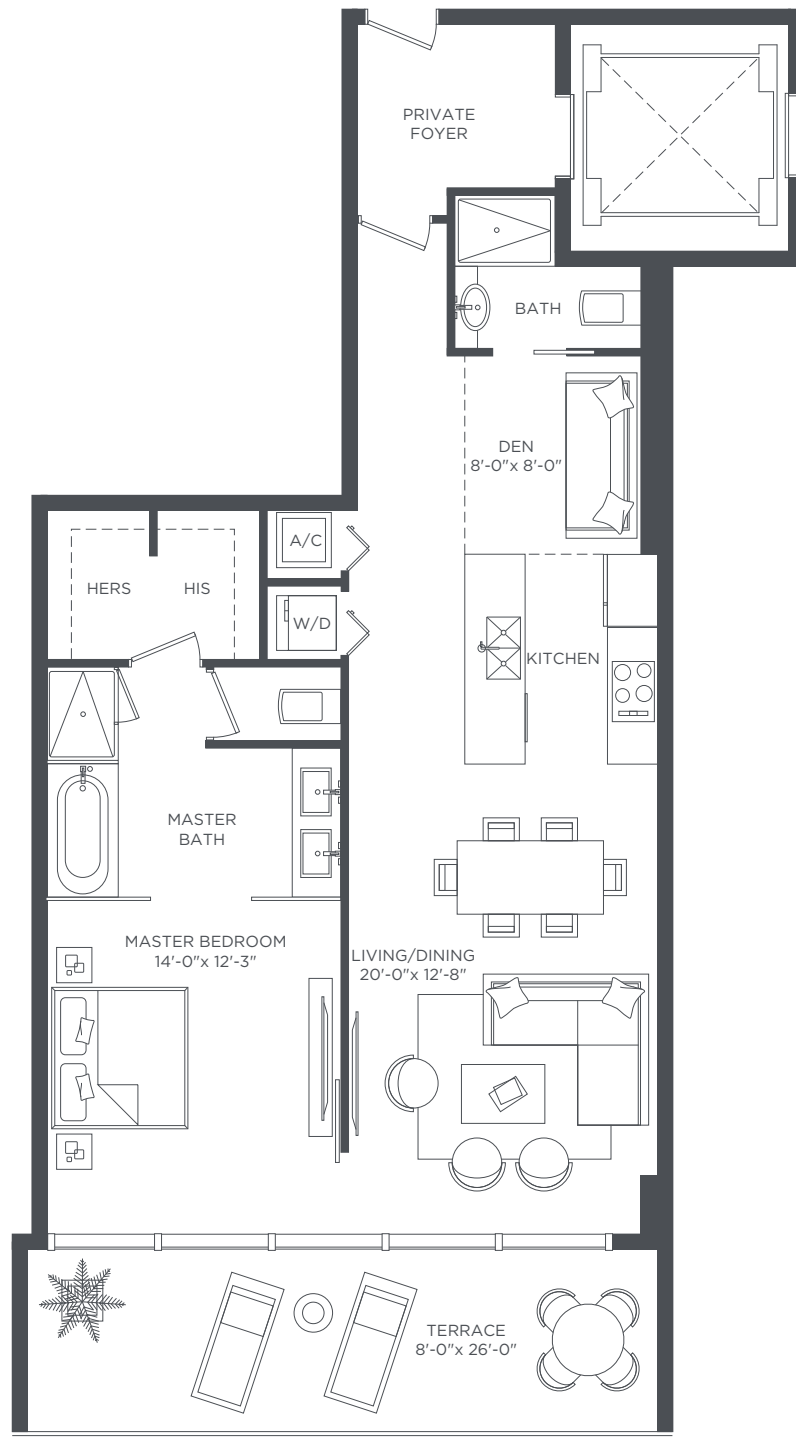 PRIVATE
FOYER
BATH
DEN
8'-0"x 8'-0"
A/C
HERS
HIS
W/D
KITCHEN
MASTER
BATH
MASTER BEDROOM
14'-0"x 12'-3"
LIVING/DINING
20'-0"x 12'-8"
TERRACE
8'-0"x 26'-0"